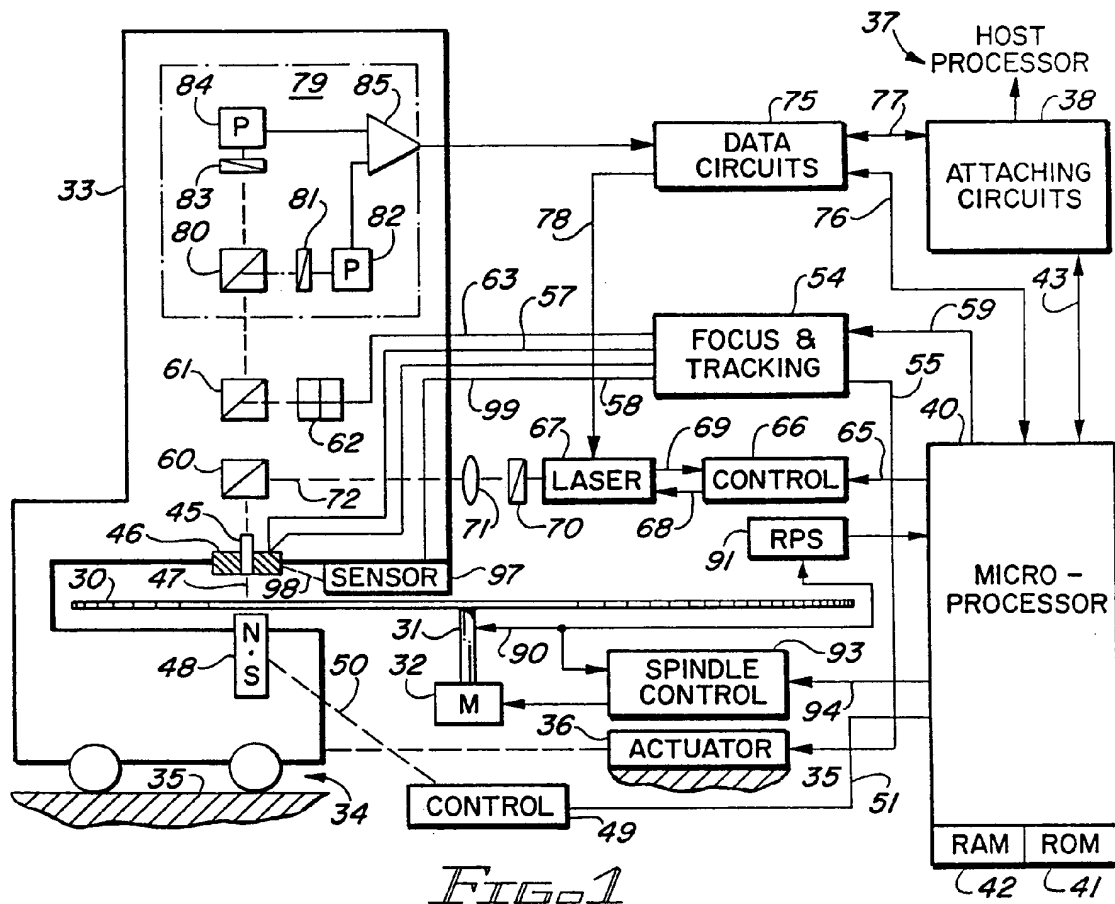 37
HOST
PROCESSOR
84
79
85
75
77
38
P
DATA
CIRCUITS
ATTACHING
CIRCUITS
33
83
81
82
78
76
80
P
63
57
54
59
43
FOCUS &
TRACKING
55
61
62
99
58
67
69
66
65
40
60
72
LASER
CONTROL
45
71
70
68
46
91
RPS
47
98
SENSOR
97
30
MICRO-
PROCESSOR
31
90
93
N
S
48
50
32
SPINDLE
CONTROL
M
36
94
ACTUATOR
35
35
51
34
CONTROL
49
RAM
ROM
42
41
FIG. 1